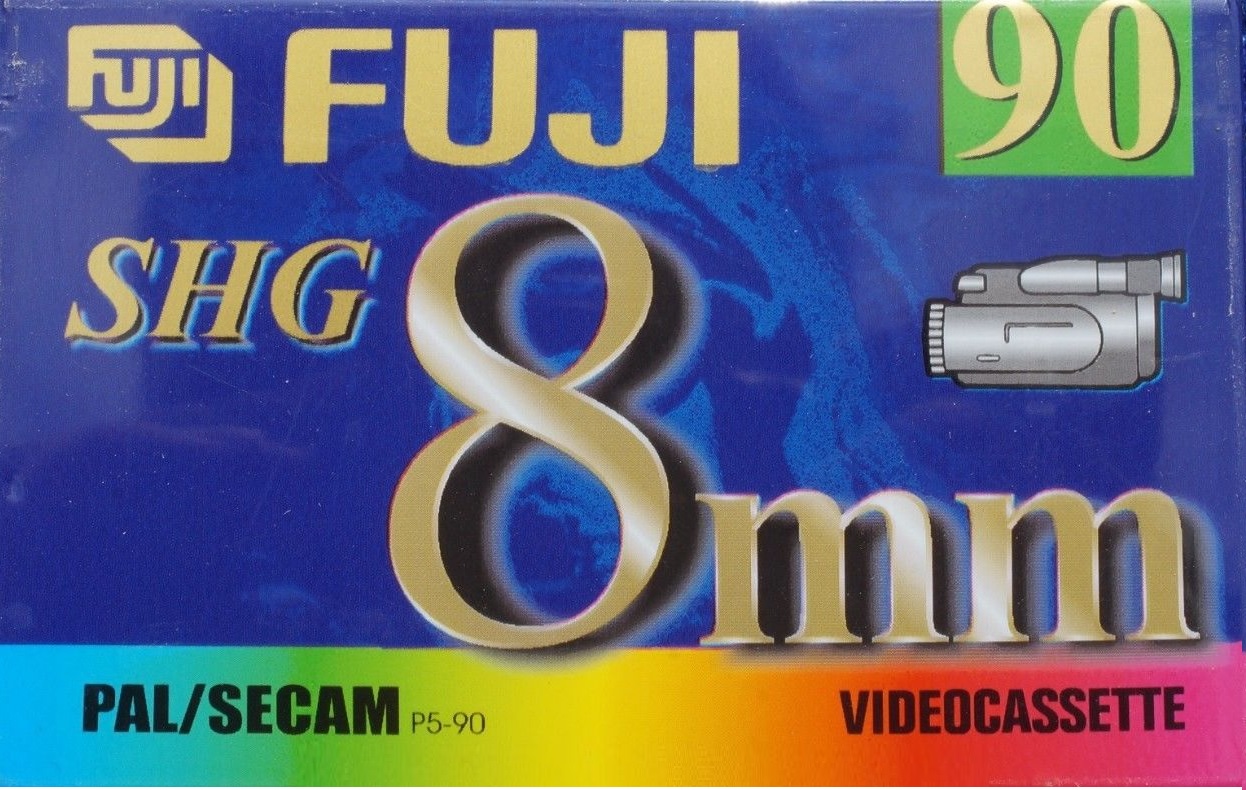 FUJI FUJI 90
SHG
8mm
PAL/SECAM P5-90 VIDEOCASSETTE